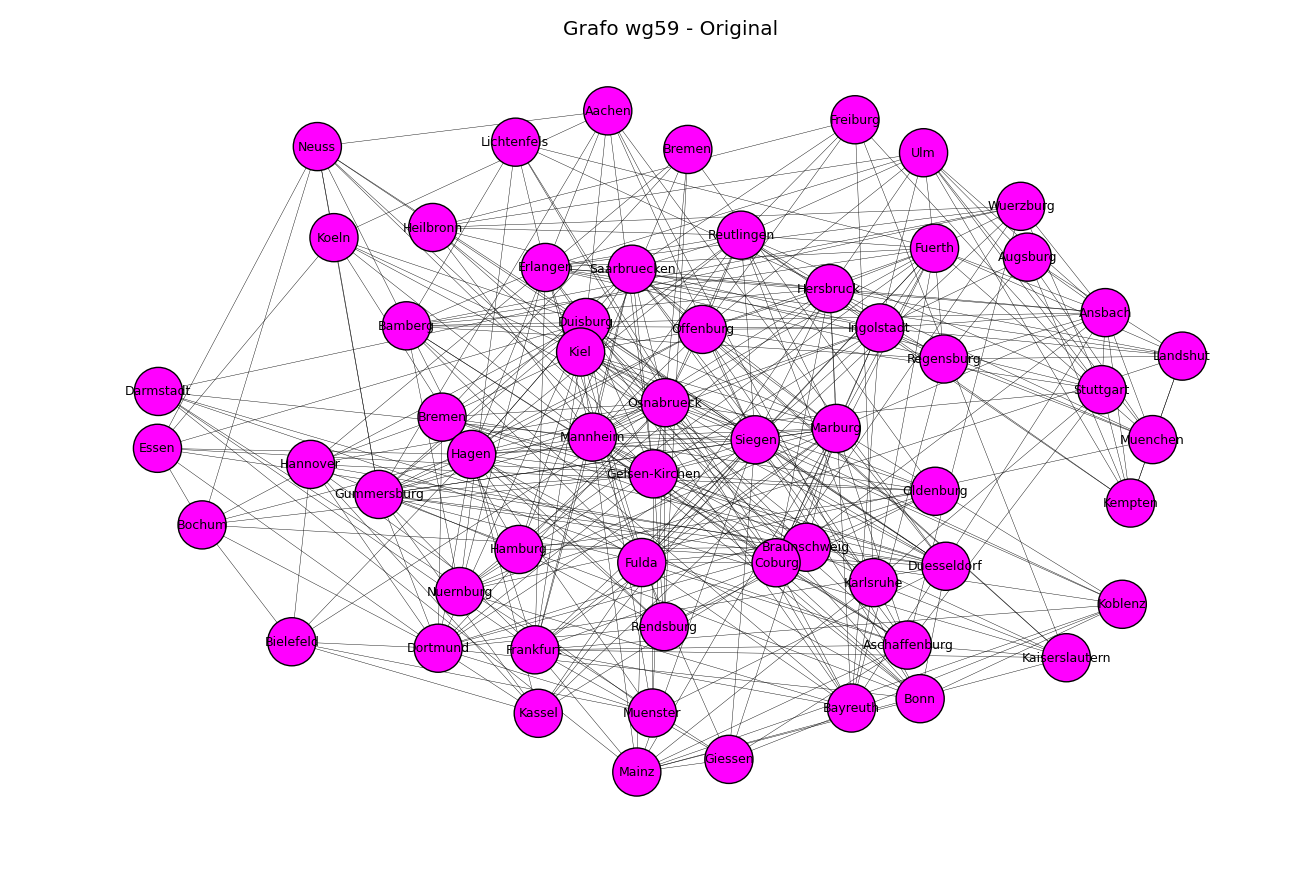 Grafo wg59 - Original
Aachen
Freiburg
Neuss
Lichtenfels
Bremen
Ulm
Wuerzburg
Heilbronn
Koeln
Reutlingen
Fuerth
Augsburg
Erlangen
Saarbruecken
Hersbruck
Ansbach
Duisburg
Bamberg
Offenburg
Ingolstadt
Kiel
Regensburg
Landshut
Darmstadt
Stuttgart
Osnabrueck
Bremen
Marburg
Mannheim
Siegen
Muenchen
Essen
Hagen
Hannover
Gelsen-Kirchen
Gummersburg
Oldenburg
Kempten
Bochum
Hamburg
Braunschweig
Fulda
Coburg
Duesseldorf
Karlsruhe
Nuernburg
Koblenz
Rendsburg
Bielefeld
Dortmund
Frankfurt
Aschaffenburg
Kaiserslautern
Bonn
Bayreuth
Kassel
Muenster
Giessen
Mainz